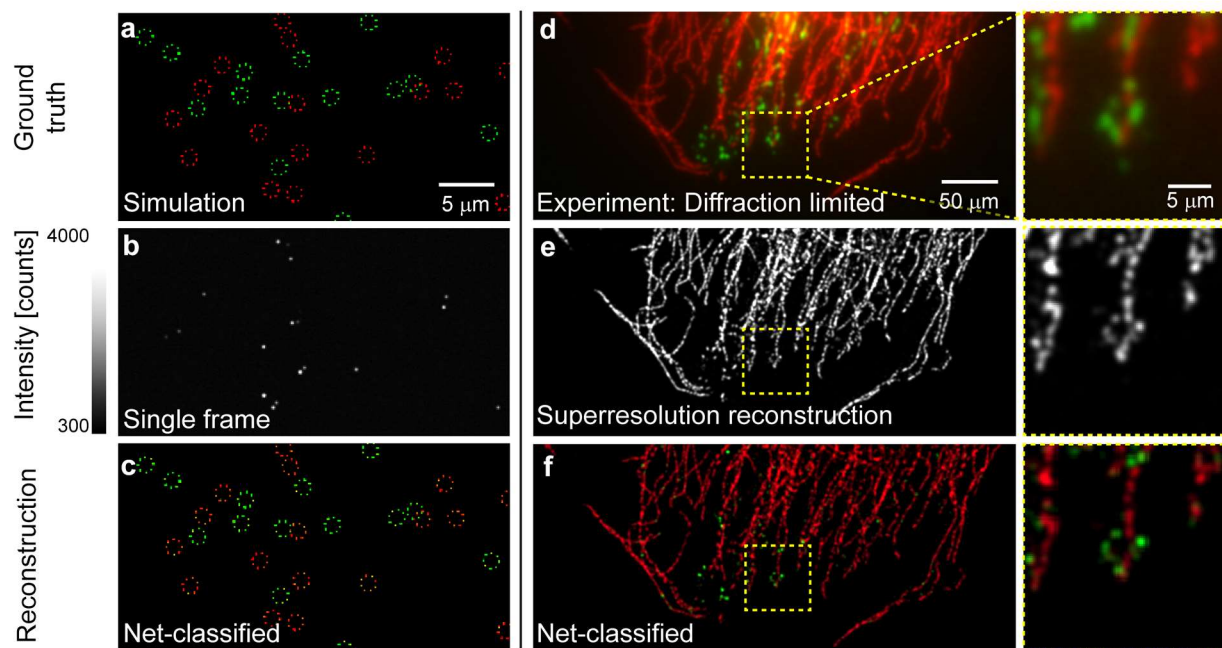 Ground
truth
a
Simulation
5 μm
d
Experiment: Diffraction limited
50 μm
5 μm
Intensity [counts]
4000
300
b
Single frame
e
Superresolution reconstruction
Reconstruction
c
Net-classified
f
Net-classified